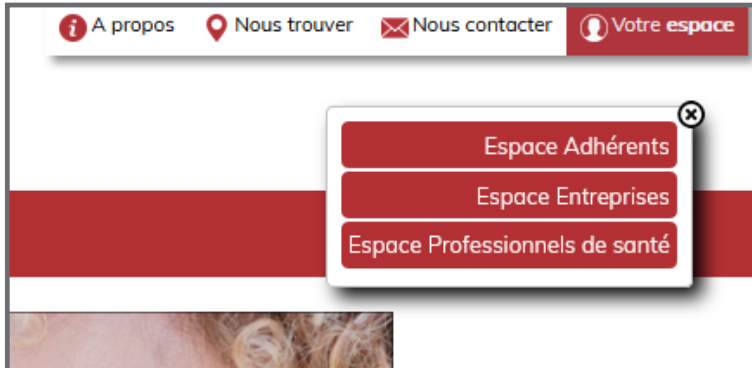 A propos Nous trouver Nous contacter Votre espace
Espace Adhérents
Espace Entreprises
Espace Professionnels de santé